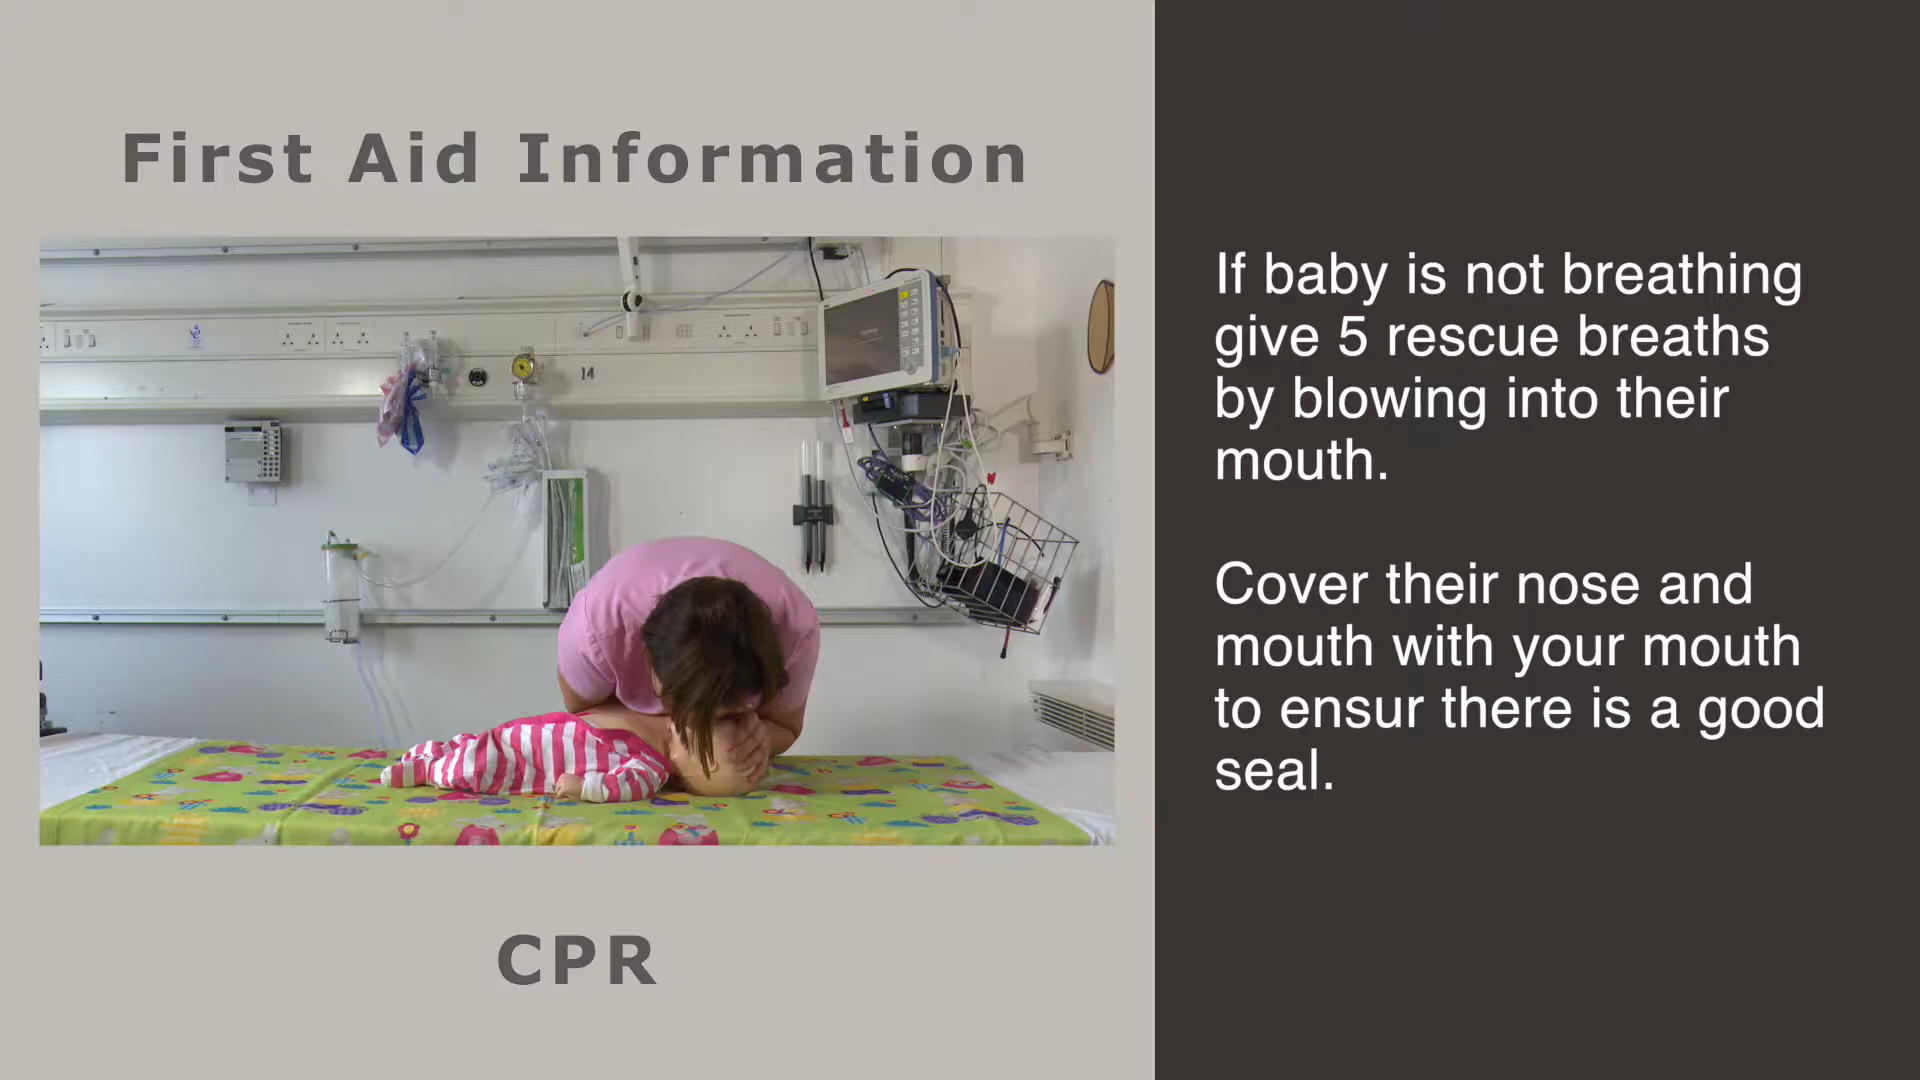 First Aid Information
14
CPR
If baby is not breathing
give 5 rescue breaths
by blowing into their
mouth.
Cover their nose and
mouth with your mouth
to ensur there is a good
seal.